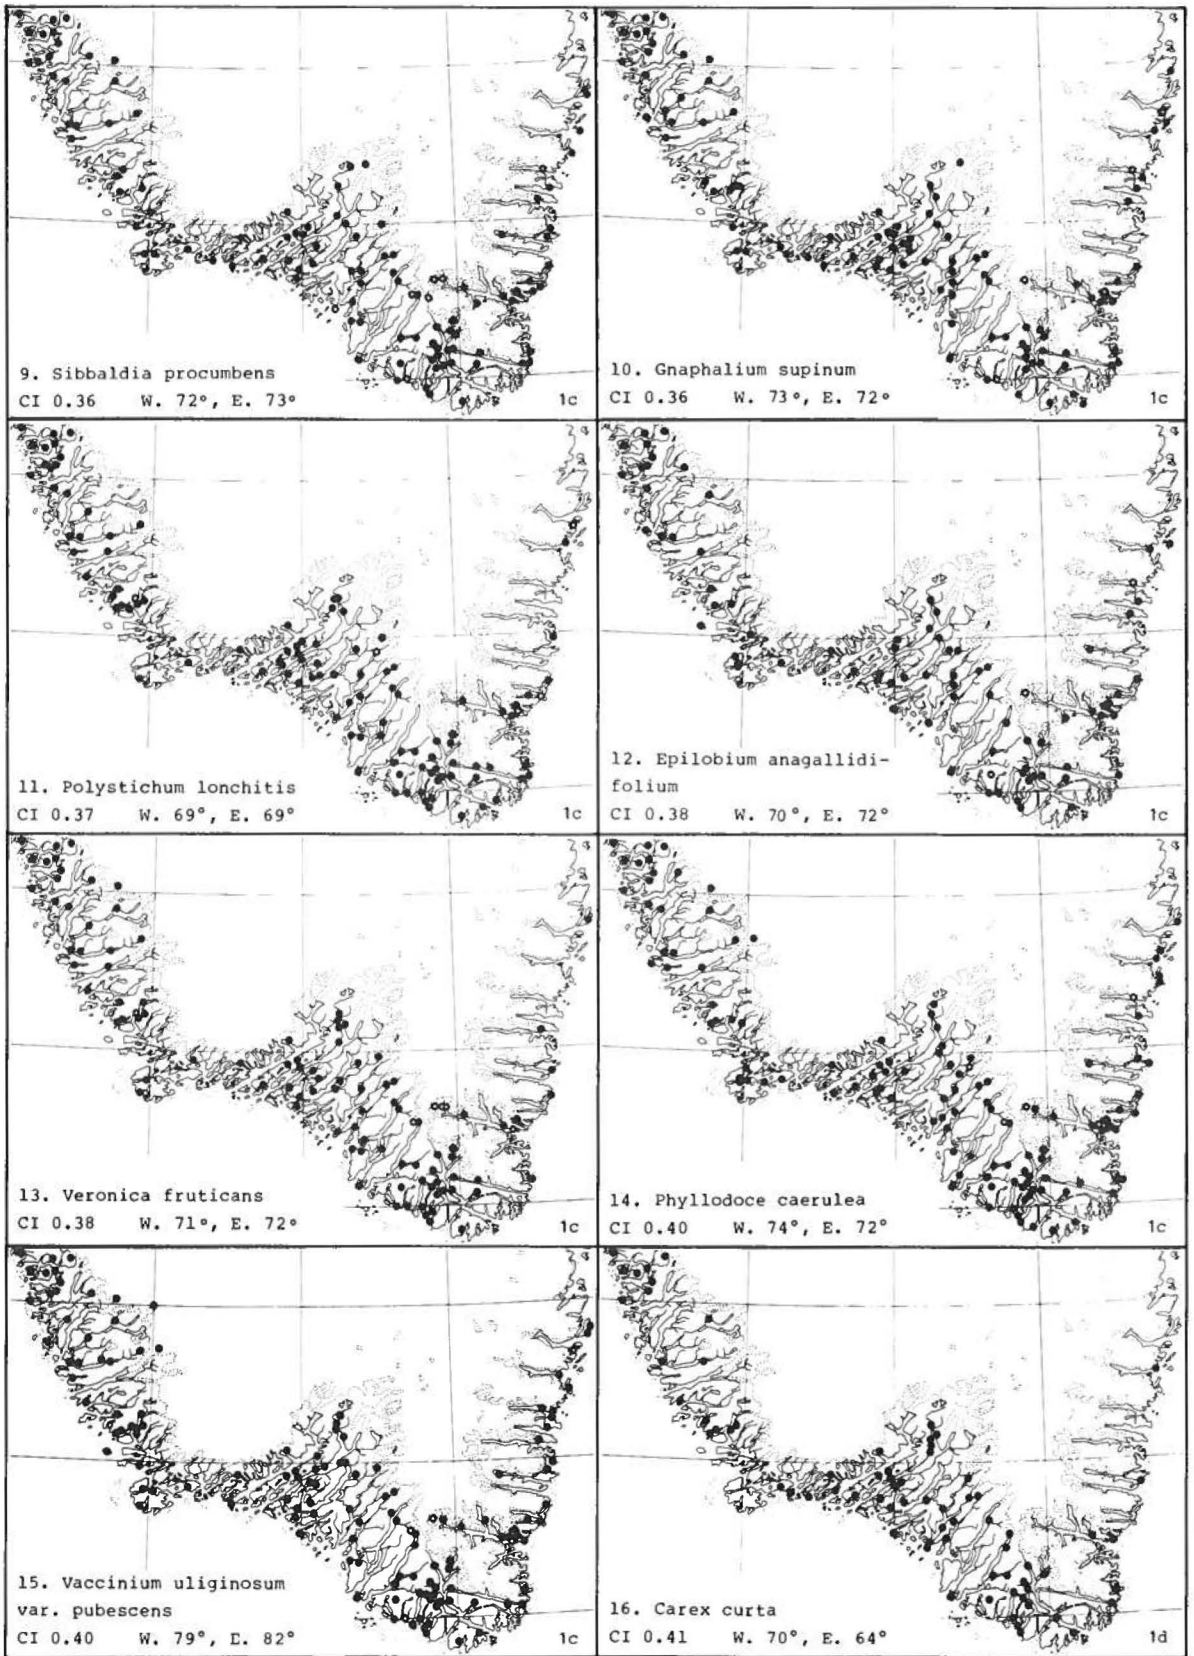 9. Sibbaldia procumbens
CI 0.36 W. 72°, E. 73° 1c
10. Gnaphalium supinum
CI 0.36 W. 73°, E. 72° 1c
11. Polystichum lonchitis
CI 0.37 W. 69°, E. 69° 1c
12. Epilobium anagallidi-
folium
CI 0.38 W. 70°, E. 72° 1c
13. Veronica fruticans
CI 0.38 W. 71°, E. 72° 1c
14. Phyllodoce caerulea
CI 0.40 W. 74°, E. 72° 1c
15. Vaccinium uliginosum
var. pubescens
CI 0.40 W. 79°, E. 82° 1c
16. Carex curta
CI 0.41 W. 70°, E. 64° 1d